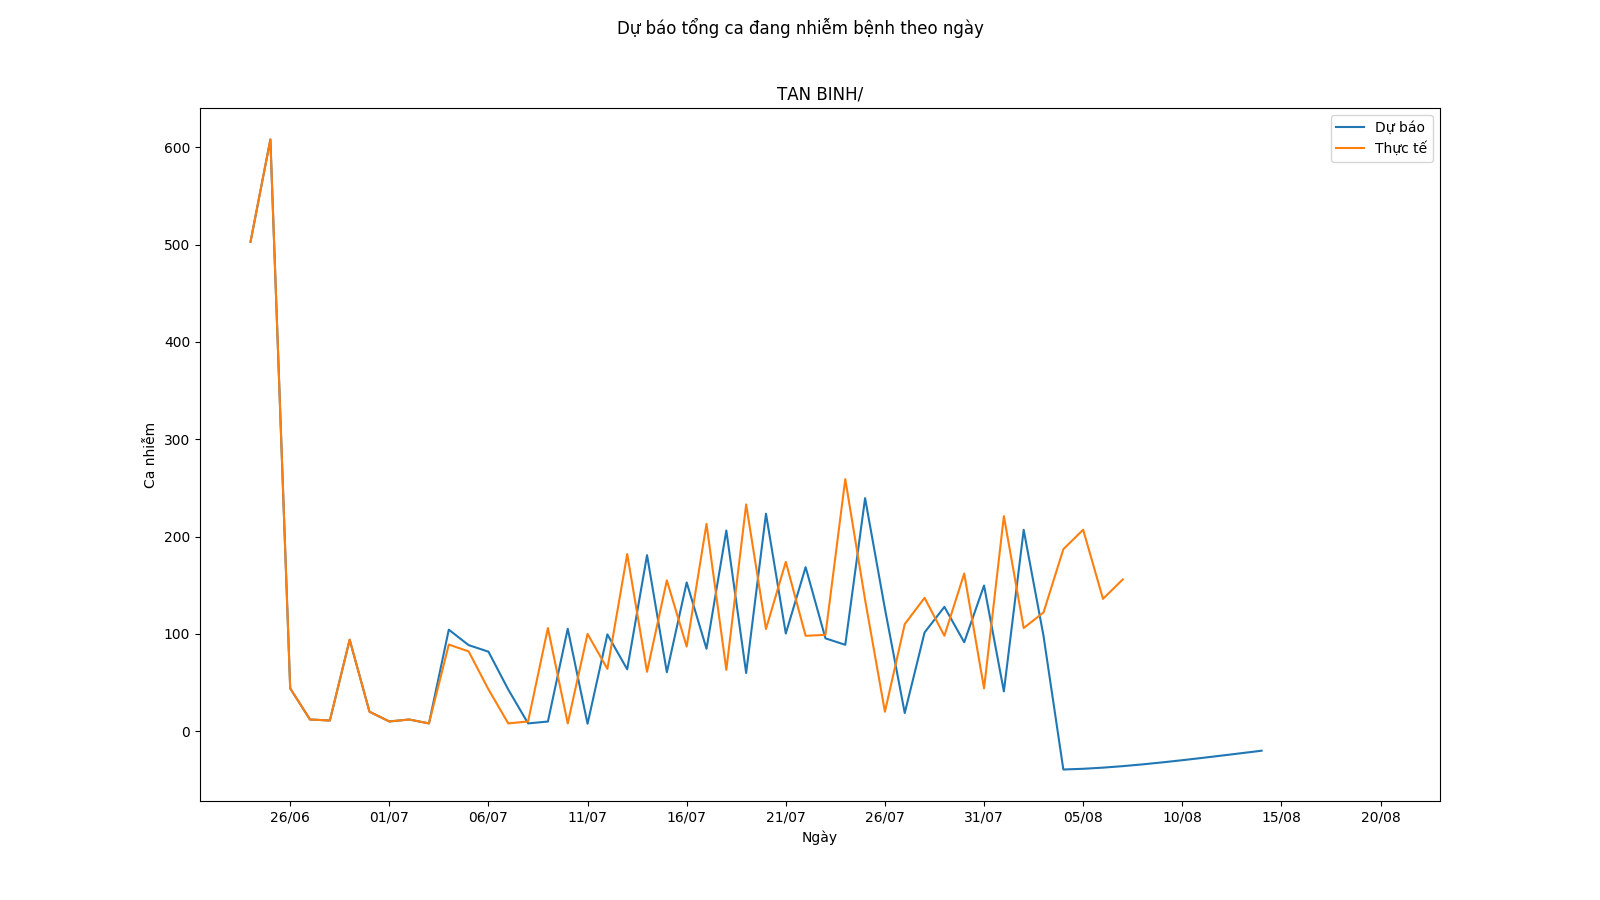 Dự báo tổng ca đang nhiễm bệnh theo ngày
TAN BINH/
Dự báo
Thực tế
600
500
400
300
200
100
0
Ca nhiễm
26/06 01/07 06/07 11/07 16/07 21/07 26/07 31/07 05/08 10/08 15/08 20/08
Ngày